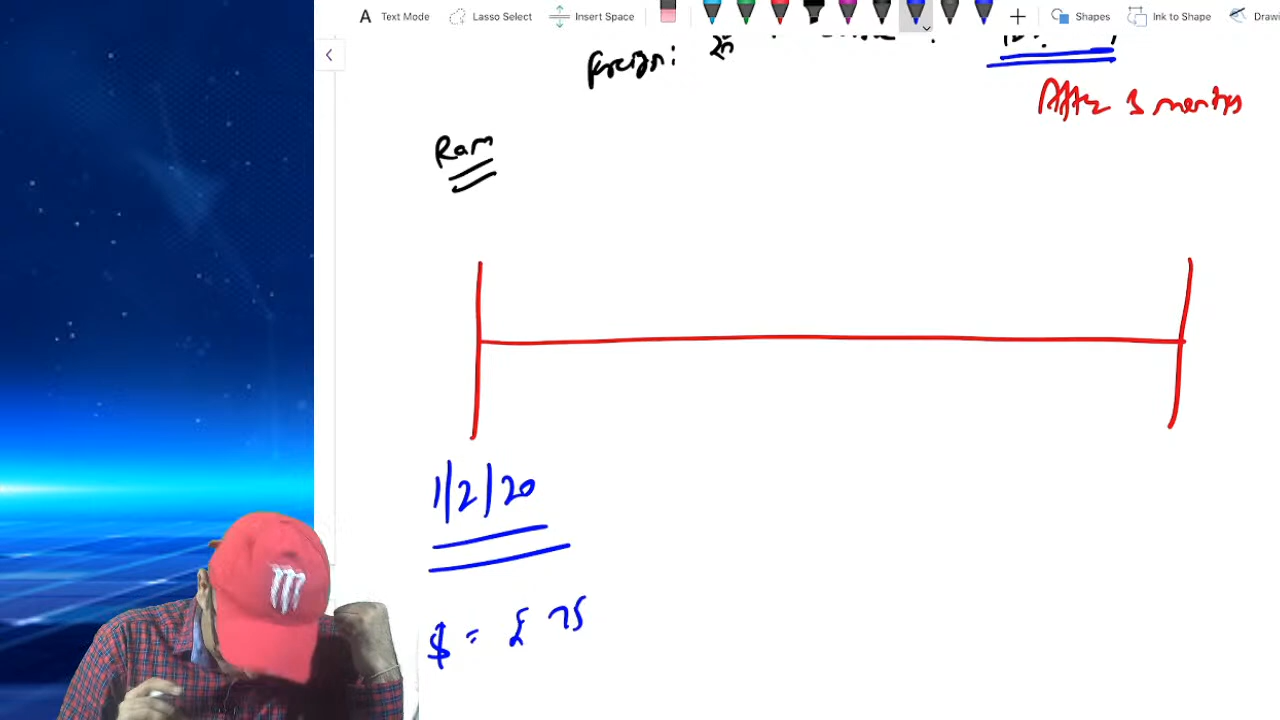 Text Mode Lasso Select Insert Space Shapes Ink to Shape Drawi
foreign:
After 3 months
Ram
1/2/20
$ = £ 75